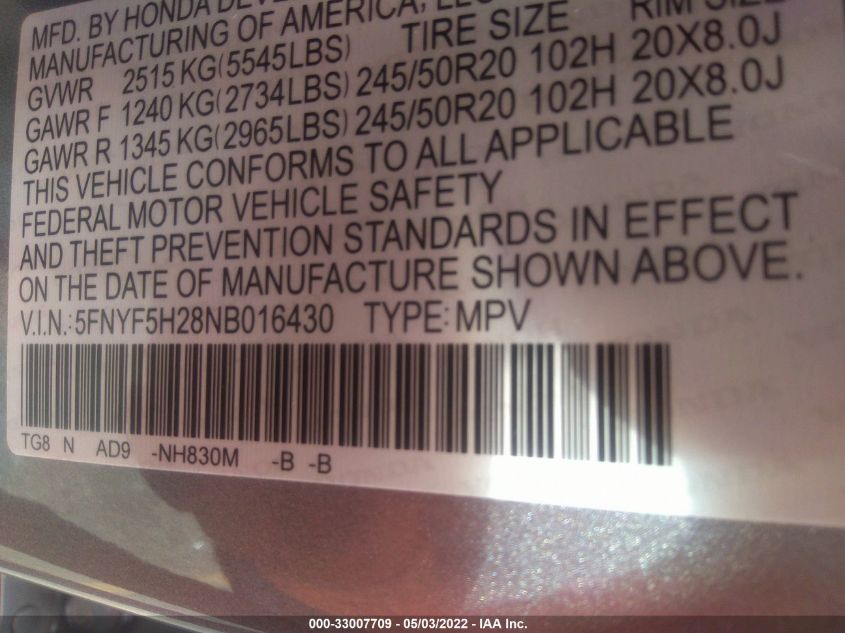 MFD. BY HONDA DEVE
MANUFACTURING OF AMERICA, LLC
GVWR 2515 KG(5545LBS) TIRE SIZE RIM SIZE
GAWR F 1240 KG(2734LBS) 245/50R20 102H 20X8.0J
GAWR R 1345 KG(2965LBS) 245/50R20 102H 20X8.0J
THIS VEHICLE CONFORMS TO ALL APPLICABLE
FEDERAL MOTOR VEHICLE SAFETY
AND THEFT PREVENTION STANDARDS IN EFFECT
ON THE DATE OF MANUFACTURE SHOWN ABOVE.
V.I.N.:5FNYF5H28NB016430 TYPE:MPV
TG8 N AD9 -NH830M -B -B
000-33007709 - 05/03/2022 - IAA Inc.